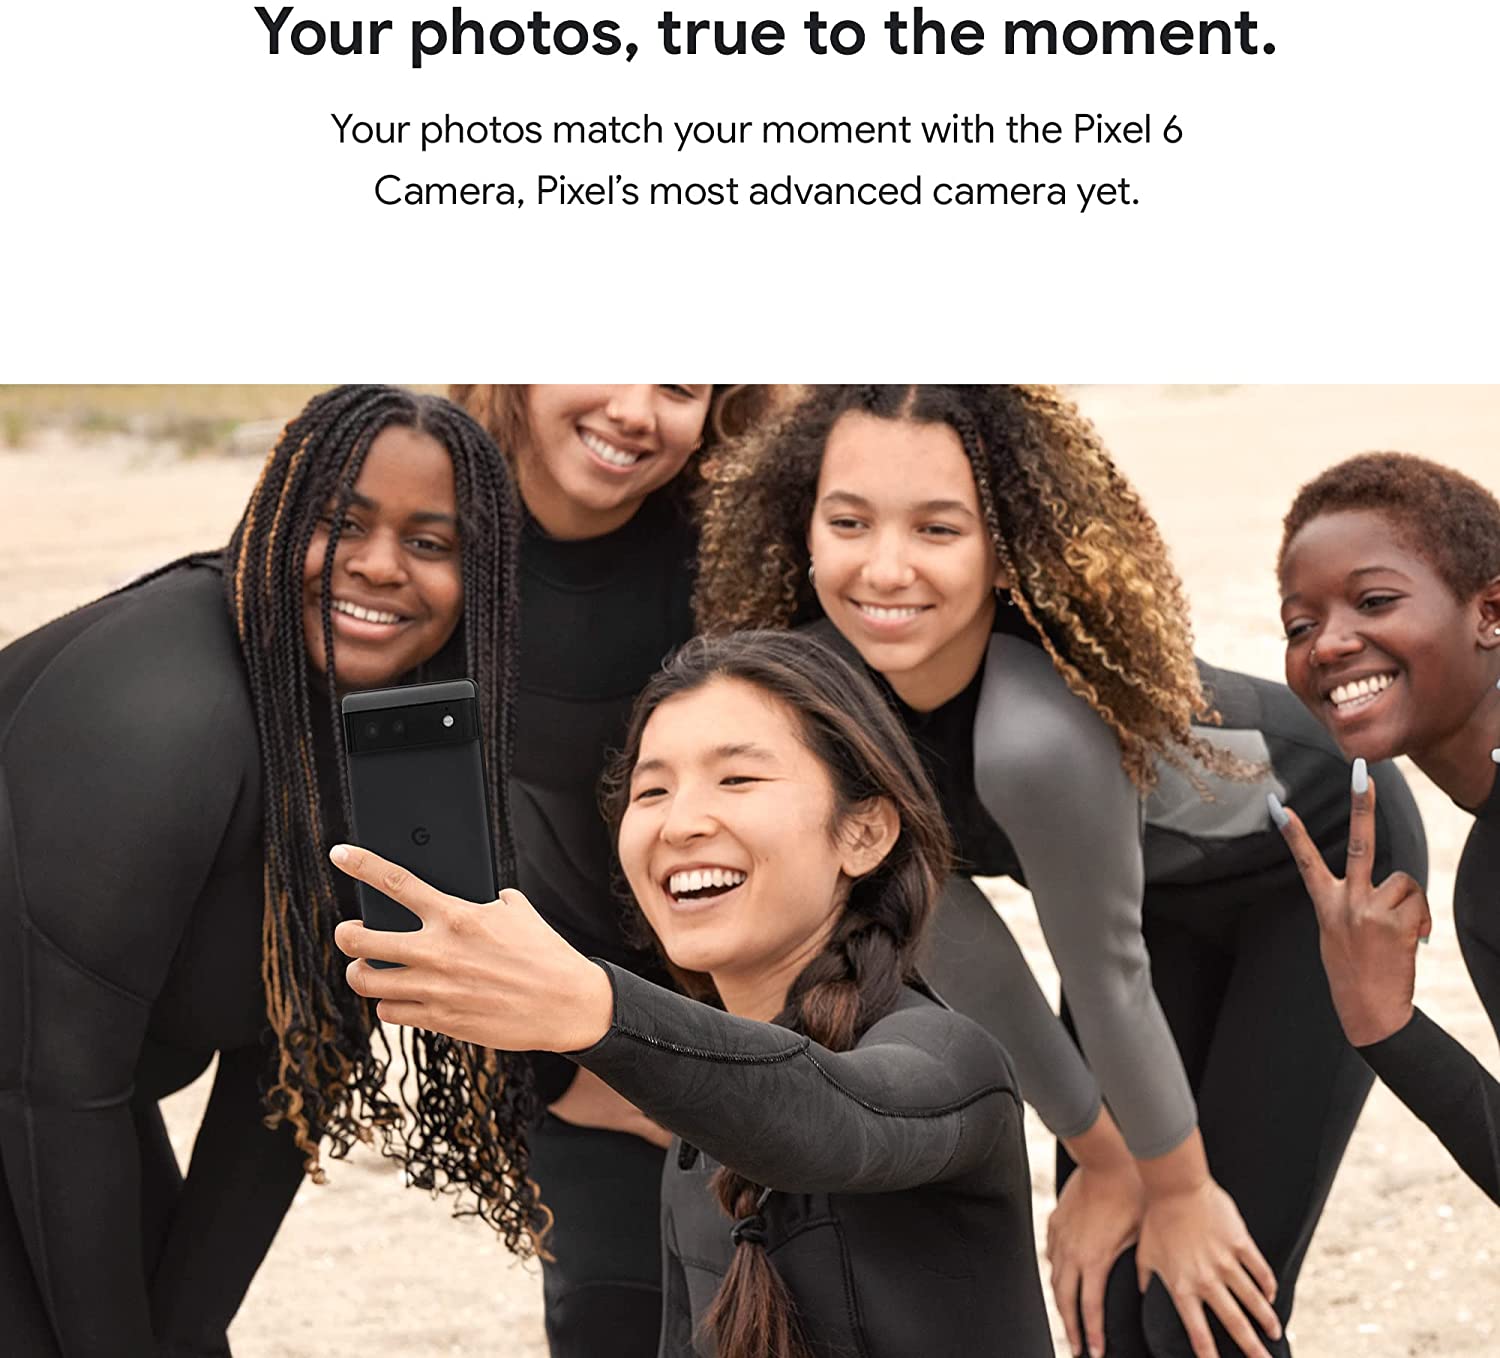 Your photos, true to the moment.
Your photos match your moment with the Pixel 6
Camera, Pixel’s most advanced camera yet.
G